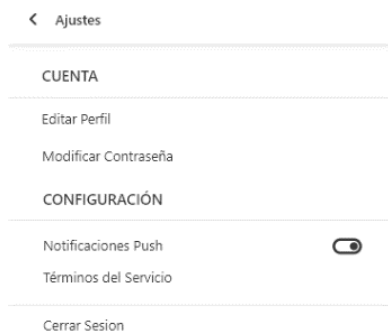 Ajustes
CUENTA
Editar Perfil
Modificar Contraseña
CONFIGURACIÓN
Notificaciones Push
Términos del Servicio
Cerrar Sesion